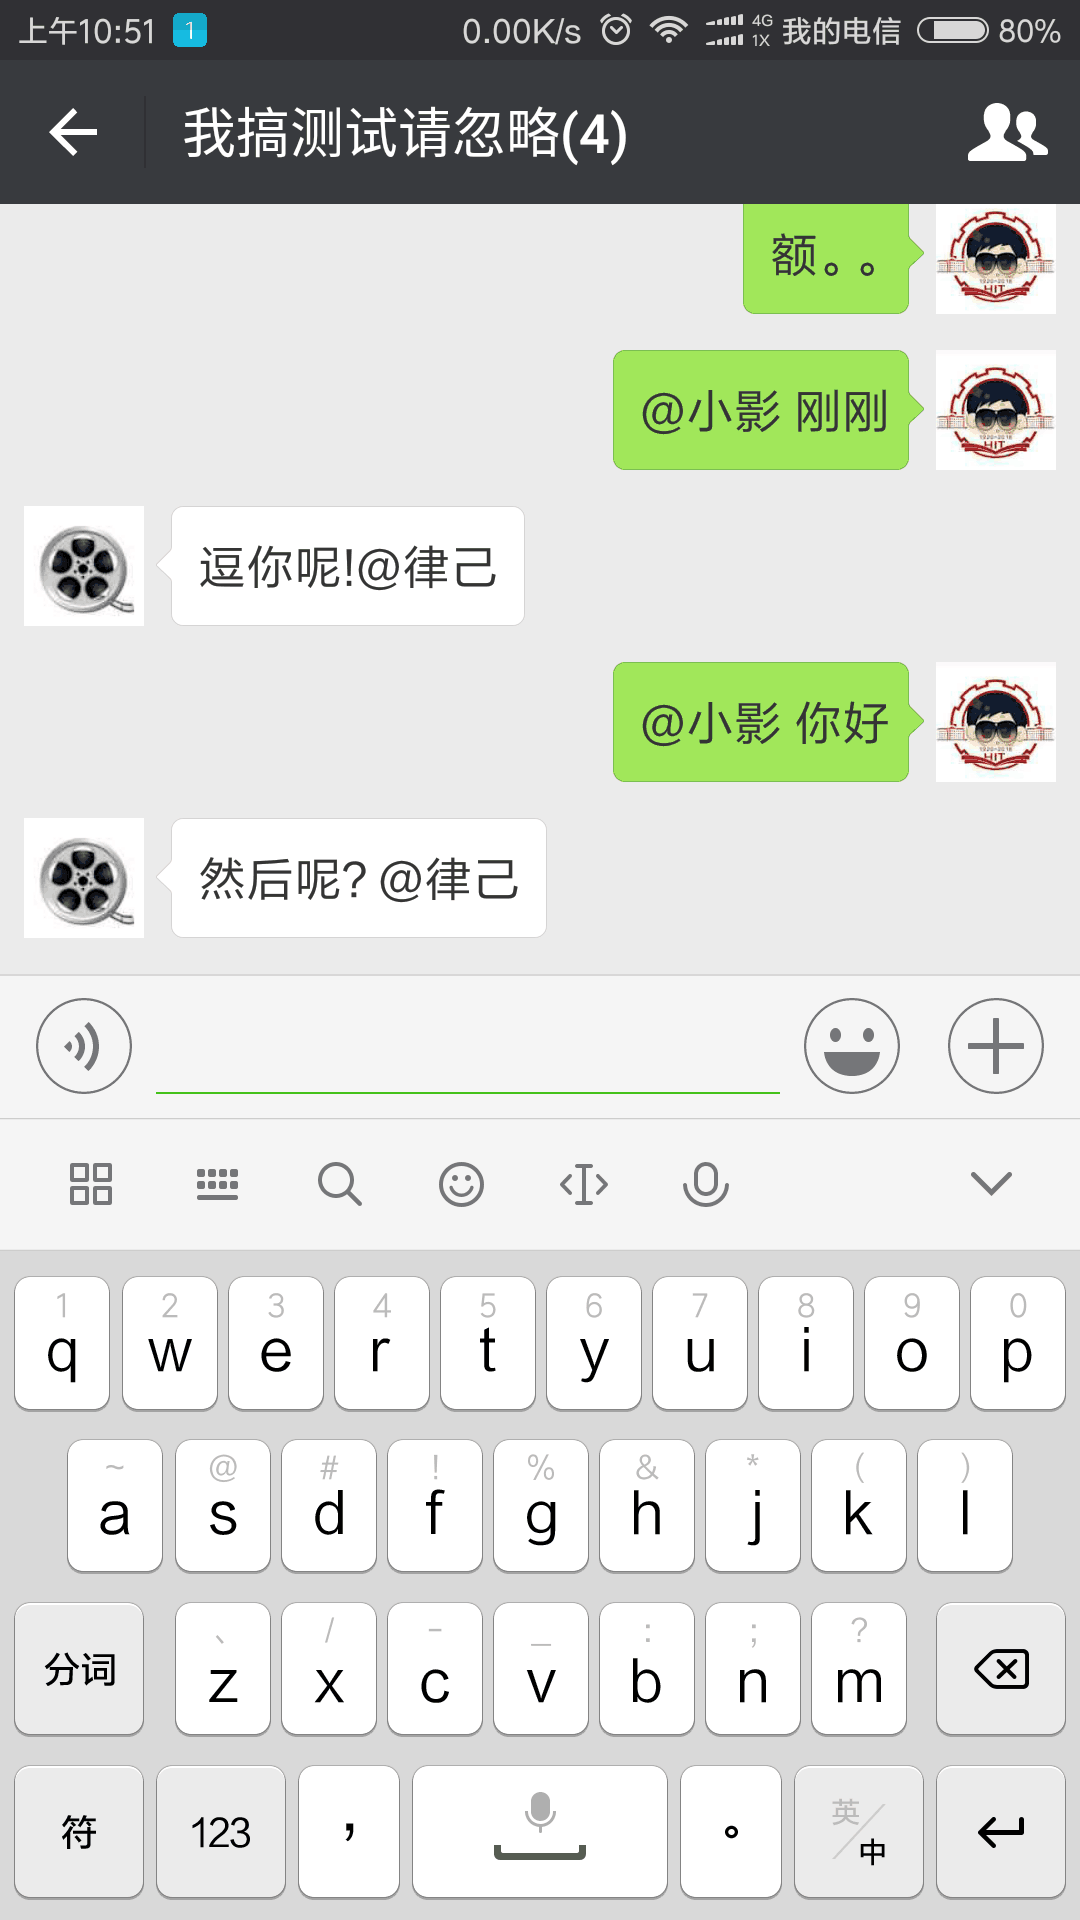 上午10:51 1 0.00K/s 4G 1X 我的电信 80%
我搞测试请忽略(4)
额。。
@小影 刚刚
逗你呢!@律己
@小影 你好
然后呢? @律己
1 2 3 4 5 6 7 8 9 0
q w e r t y u i o p
~ @ # ! % & * ( )
a s d f g h j k l
、 / - _ : ; ?
分词 z x c v b n m
符 123 , 。 英/中